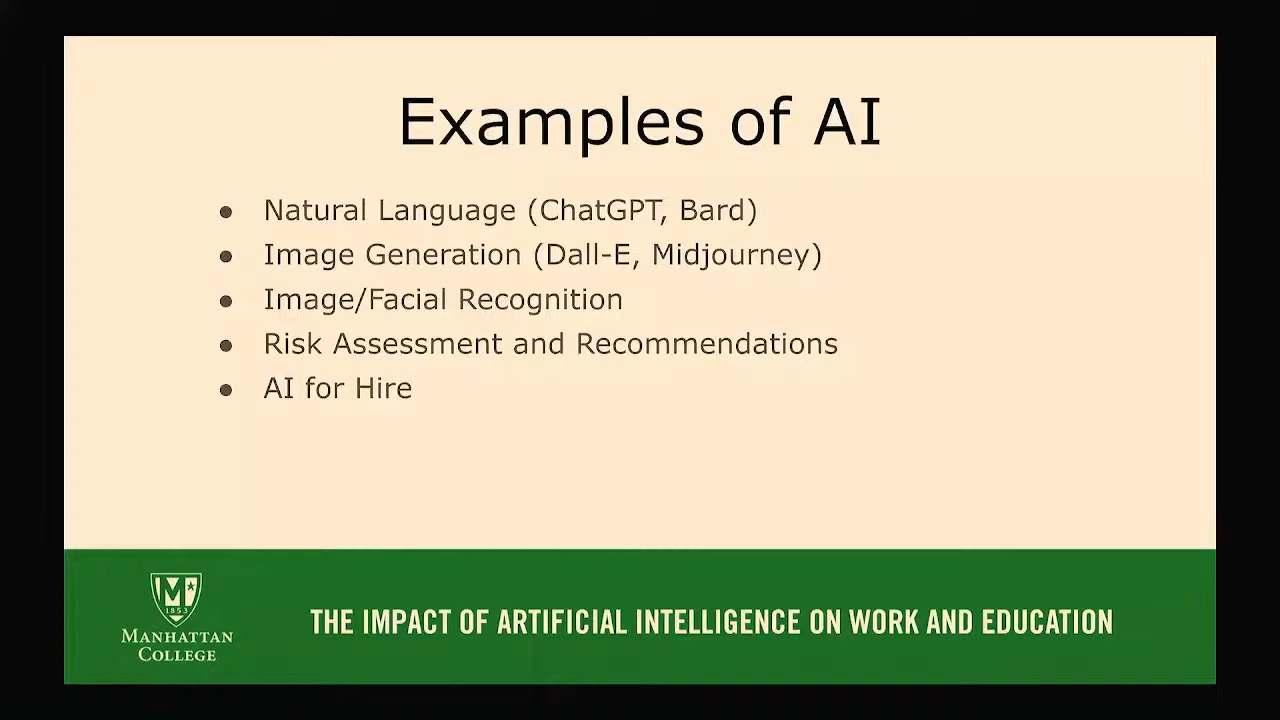 Examples of AI
● Natural Language (ChatGPT, Bard)
● Image Generation (Dall-E, Midjourney)
● Image/Facial Recognition
● Risk Assessment and Recommendations
● AI for Hire
M
1853
MANHATTAN
COLLEGE
THE IMPACT OF ARTIFICIAL INTELLIGENCE ON WORK AND EDUCATION